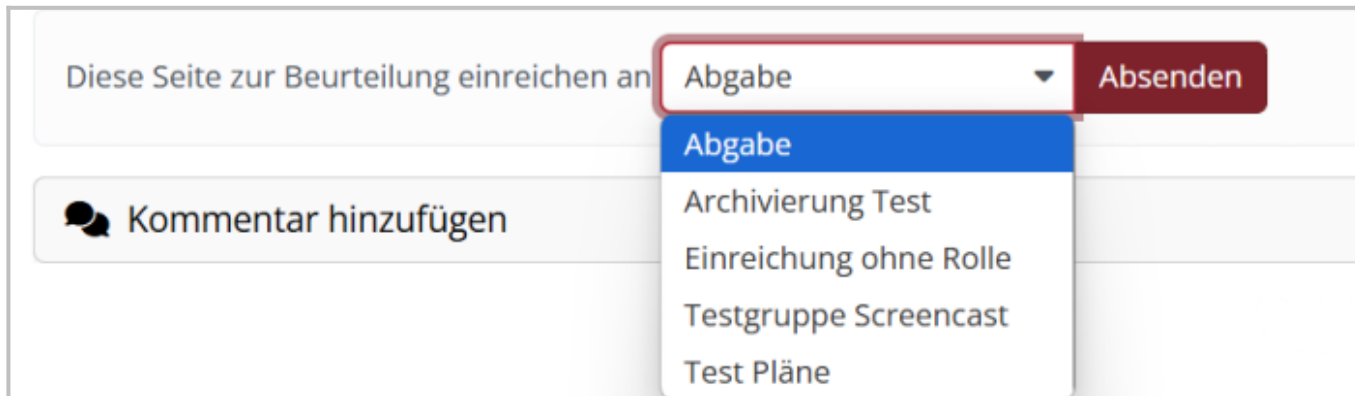 Diese Seite zur Beurteilung einreichen an Abgabe Absenden
Abgabe
Archivierung Test
Kommentar hinzufügen
Einreichung ohne Rolle
Testgruppe Screencast
Test Pläne